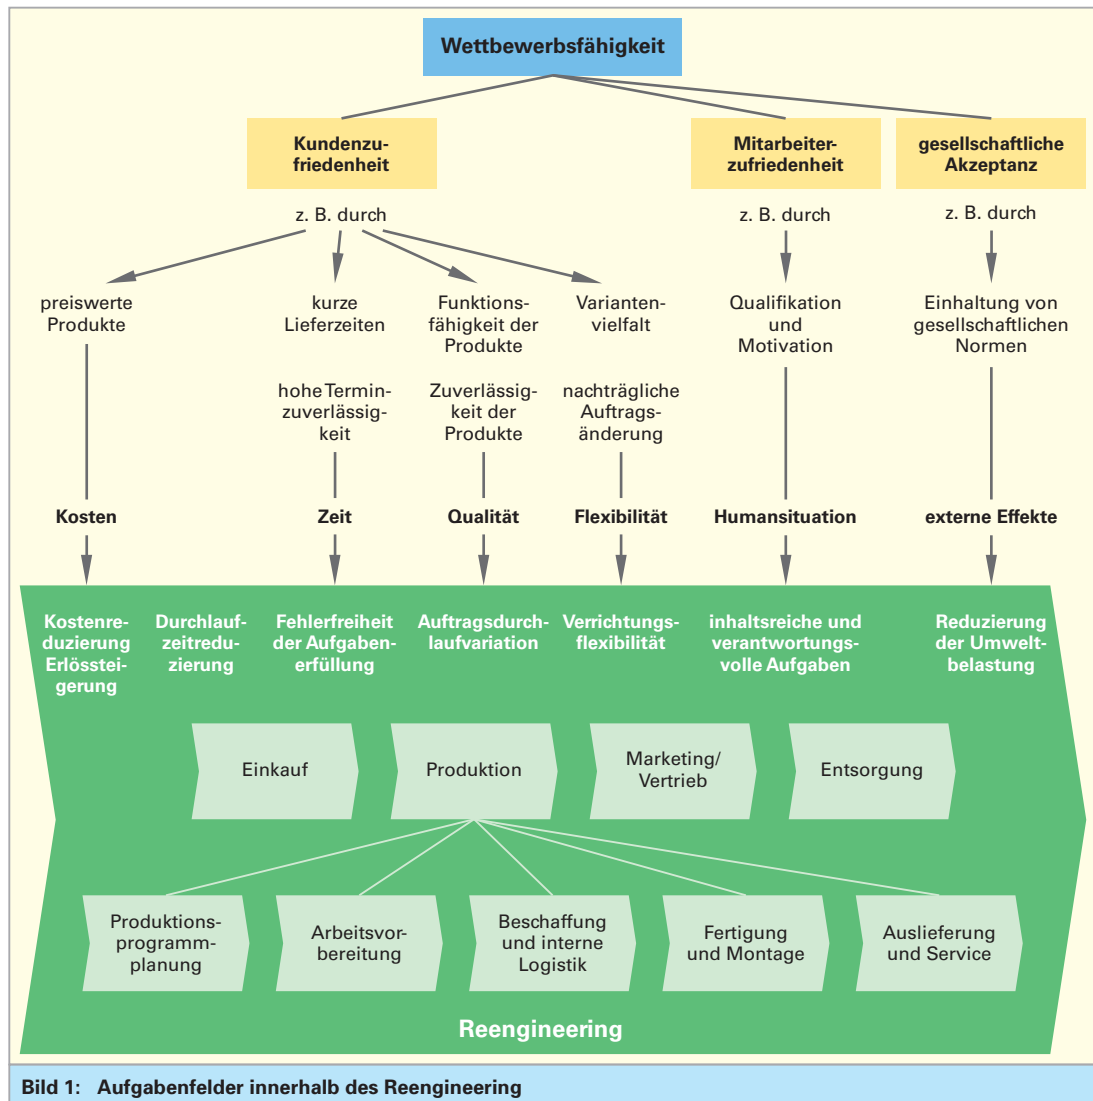 Wettbewerbsfähigkeit
Kundenzu-
friedenheit
Mitarbeiter-
zufriedenheit
gesellschaftliche
Akzeptanz
z. B. durch
z. B. durch
z. B. durch
preiswerte
Produkte
kurze
Lieferzeiten
Funktions-
fähigkeit der
Produkte
Varianten-
vielfalt
Qualifikation
und
Motivation
Einhaltung von
gesellschaftlichen
Normen
hohe Termin-
zuverlässig-
keit
Zuverlässig-
keit der
Produkte
nachträgliche
Auftrags-
änderung
Kosten
Zeit
Qualität
Flexibilität
Humansituation
externe Effekte
Kostenre-
duzierung
Erlösstei-
gerung
Durchlauf-
zeitredu-
zierung
Fehlerfreiheit
der Aufgaben-
erfüllung
Auftragsdurch-
laufvariation
Verrichtungs-
flexibilität
inhaltsreiche und
verantwortungs-
volle Aufgaben
Reduzierung
der Umwelt-
belastung
Einkauf
Produktion
Marketing/
Vertrieb
Entsorgung
Produktions-
programm-
planung
Arbeitsvor-
bereitung
Beschaffung
und interne
Logistik
Fertigung
und Montage
Auslieferung
und Service
Reengineering
Bild 1: Aufgabenfelder innerhalb des Reengineering